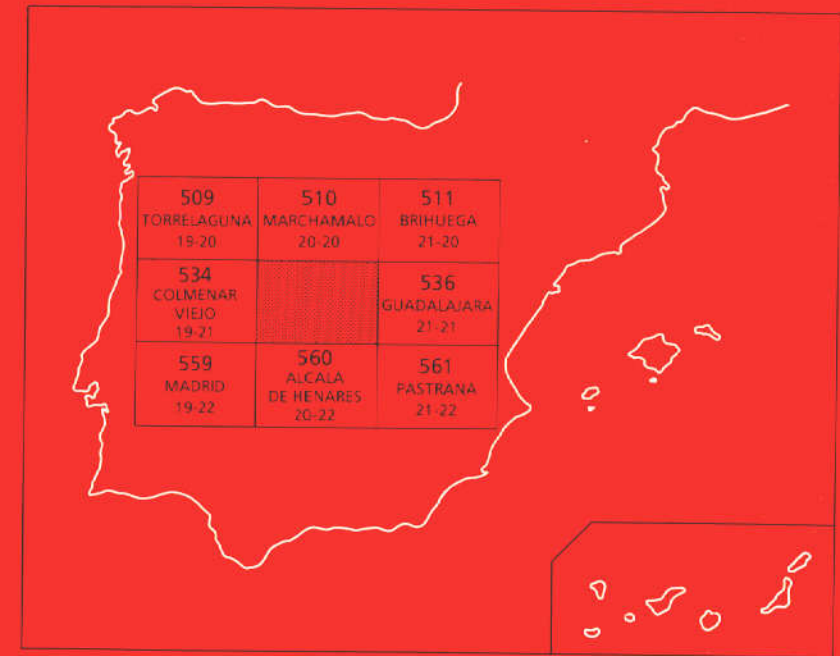 509
TORRELAGUNA
19-20
510
MARCHAMALO
20-20
511
BRIHUEGA
21-20
534
COLMENAR
VIEJO
19-21
536
GUADALAJARA
21-21
559
MADRID
19-22
560
ALCALA
DE HENARES
20-22
561
PASTRANA
21-22